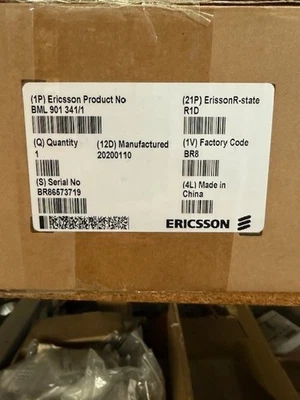 (1P) Ericsson Product No
BML 901 341/1
(21P) ErissonR-state
R1D
(Q) Quantity
1
(12D) Manufactured
20200110
(1V) Factory Code
BR8
(S) Serial No
BR86573719
(4L) Made in
China
ERICSSON